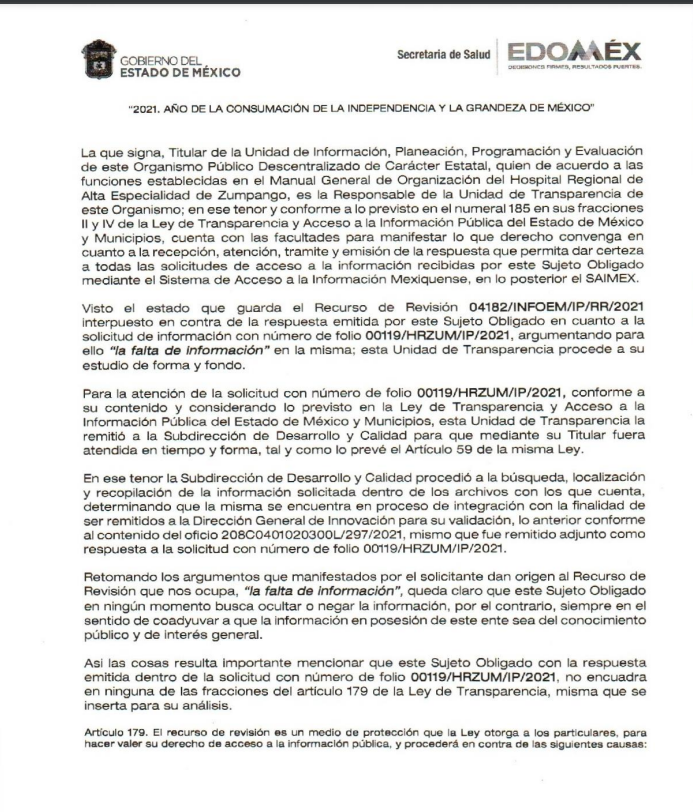 GOBIERNO DEL
ESTADO DE MÉXICO
Secretaria de Salud
EDOMÉX
DECISIONES FIRMES, RESULTADOS FUERTES.
"2021. AÑO DE LA CONSUMACIÓN DE LA INDEPENDENCIA Y LA GRANDEZA DE MÉXICO"
La que signa, Titular de la Unidad de Información, Planeación, Programación y Evaluación
de este Organismo Público Descentralizado de Carácter Estatal, quien de acuerdo a las
funciones establecidas en el Manual General de Organización del Hospital Regional de
Alta Especialidad de Zumpango, es la Responsable de la Unidad de Transparencia de
este Organismo; en ese tenor y conforme a lo previsto en el numeral 185 en sus fracciones
II y IV de la Ley de Transparencia y Acceso a la Información Pública del Estado de México
y Municipios, cuenta con las facultades para manifestar lo que derecho convenga en
cuanto a la recepción, atención, tramite y emisión de la respuesta que permita dar certeza
a todas las solicitudes de acceso a la información recibidas por este Sujeto Obligado
mediante el Sistema de Acceso a la Información Mexiquense, en lo posterior el SAIMEX.
Visto el estado que guarda el Recurso de Revisión 04182/INFOEM/IP/RR/2021
interpuesto en contra de la respuesta emitida por este Sujeto Obligado en cuanto a la
solicitud de información con número de folio 00119/HRZUM/IP/2021, argumentando para
ello "la falta de información" en la misma; esta Unidad de Transparencia procede a su
estudio de forma y fondo.
Para la atención de la solicitud con número de folio 00119/HRZUM/IP/2021, conforme a
su contenido y considerando lo previsto en la Ley de Transparencia y Acceso a la
Información Pública del Estado de México y Municipios, esta Unidad de Transparencia la
remitió a la Subdirección de Desarrollo y Calidad para que mediante su Titular fuera
atendida en tiempo y forma, tal y como lo prevé el Artículo 59 de la misma Ley.
En ese tenor la Subdirección de Desarrollo y Calidad procedió a la búsqueda, localización
y recopilación de la información solicitada dentro de los archivos con los que cuenta,
determinando que la misma se encuentra en proceso de integración con la finalidad de
ser remitidos a la Dirección General de Innovación para su validación, lo anterior conforme
al contenido del oficio 208C0401020300L/297/2021, mismo que fue remitido adjunto como
respuesta a la solicitud con número de folio 00119/HRZUM/IP/2021.
Retomando los argumentos que manifestados por el solicitante dan origen al Recurso de
Revisión que nos ocupa, "la falta de información", queda claro que este Sujeto Obligado
en ningún momento busca ocultar o negar la información, por el contrario, siempre en el
sentido de coadyuvar a que la información en posesión de este ente sea del conocimiento
público y de interés general.
Asi las cosas resulta importante mencionar que este Sujeto Obligado con la respuesta
emitida dentro de la solicitud con número de folio 00119/HRZUM/IP/2021, no encuadra
en ninguna de las fracciones del artículo 179 de la Ley de Transparencia, misma que se
inserta para su análisis.
Artículo 179. El recurso de revisión es un medio de protección que la Ley otorga a los particulares, para
hacer valer su derecho de acceso a la información pública, y procederá en contra de las siguientes causas: